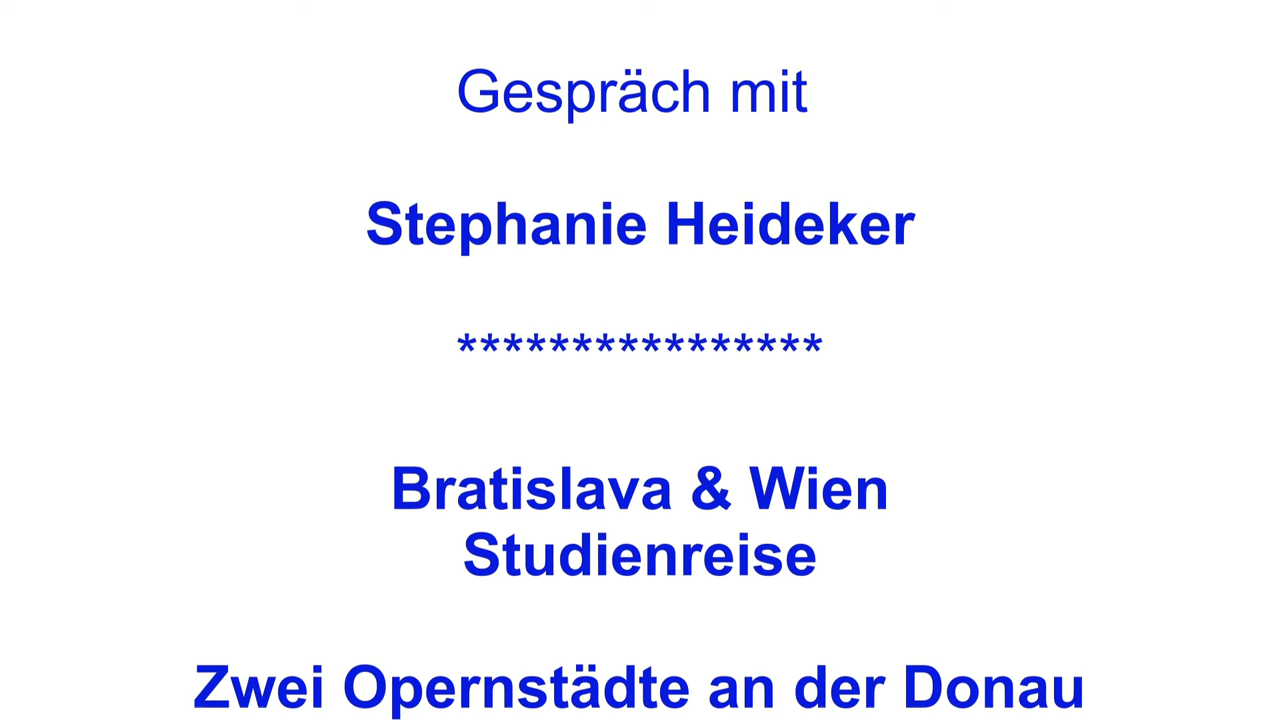 Gespräch mit
Stephanie Heideker
****************
Bratislava & Wien
Studienreise
Zwei Opernstädte an der Donau